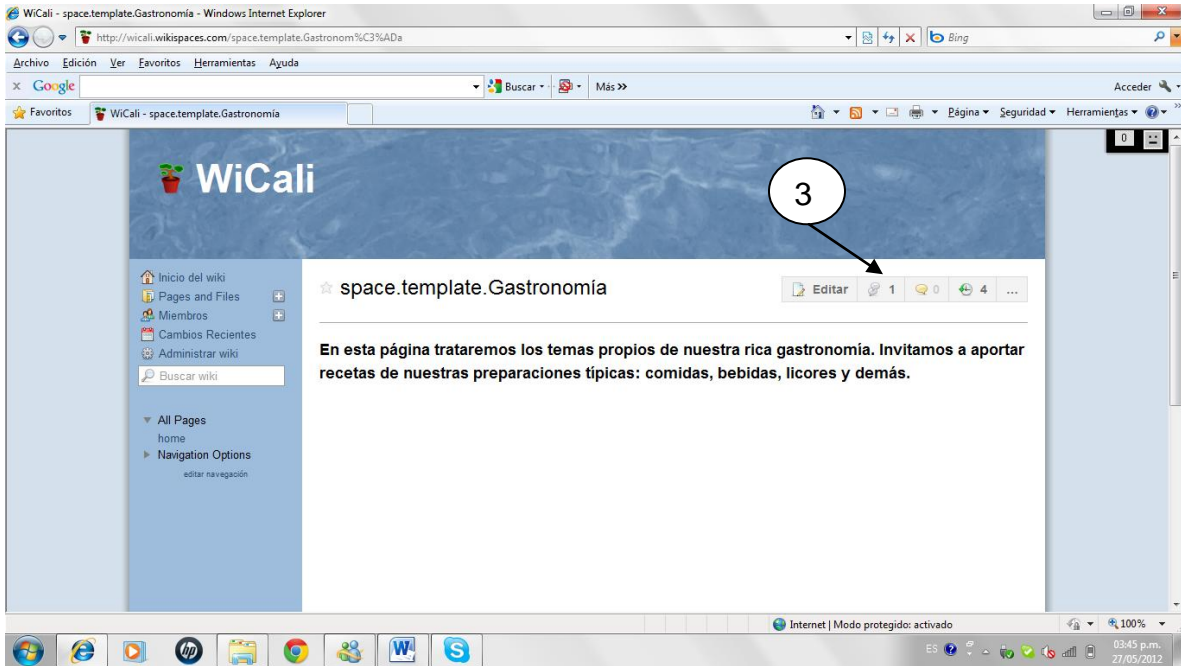 WiCali - space.template.Gastronomía - Windows Internet Explorer
http://wicali.wikispaces.com/space.template.Gastronom%C3%ADa
Bing
Archivo Edición Ver Favoritos Herramientas Ayuda
x Google Buscar Más >> Acceder
Favoritos WiCali - space.template.Gastronomía Página Seguridad Herramientas
0
WiCali
3
Inicio del wiki
Pages and Files
Miembros
Cambios Recientes
Administrar wiki
Buscar wiki
All Pages
home
Navigation Options
editar navegación
space.template.Gastronomía
Editar 1 0 4 ...
En esta página trataremos los temas propios de nuestra rica gastronomía. Invitamos a aportar
recetas de nuestras preparaciones típicas: comidas, bebidas, licores y demás.
Internet | Modo protegido: activado 100%
ES 03:45 p.m.
27/05/2012